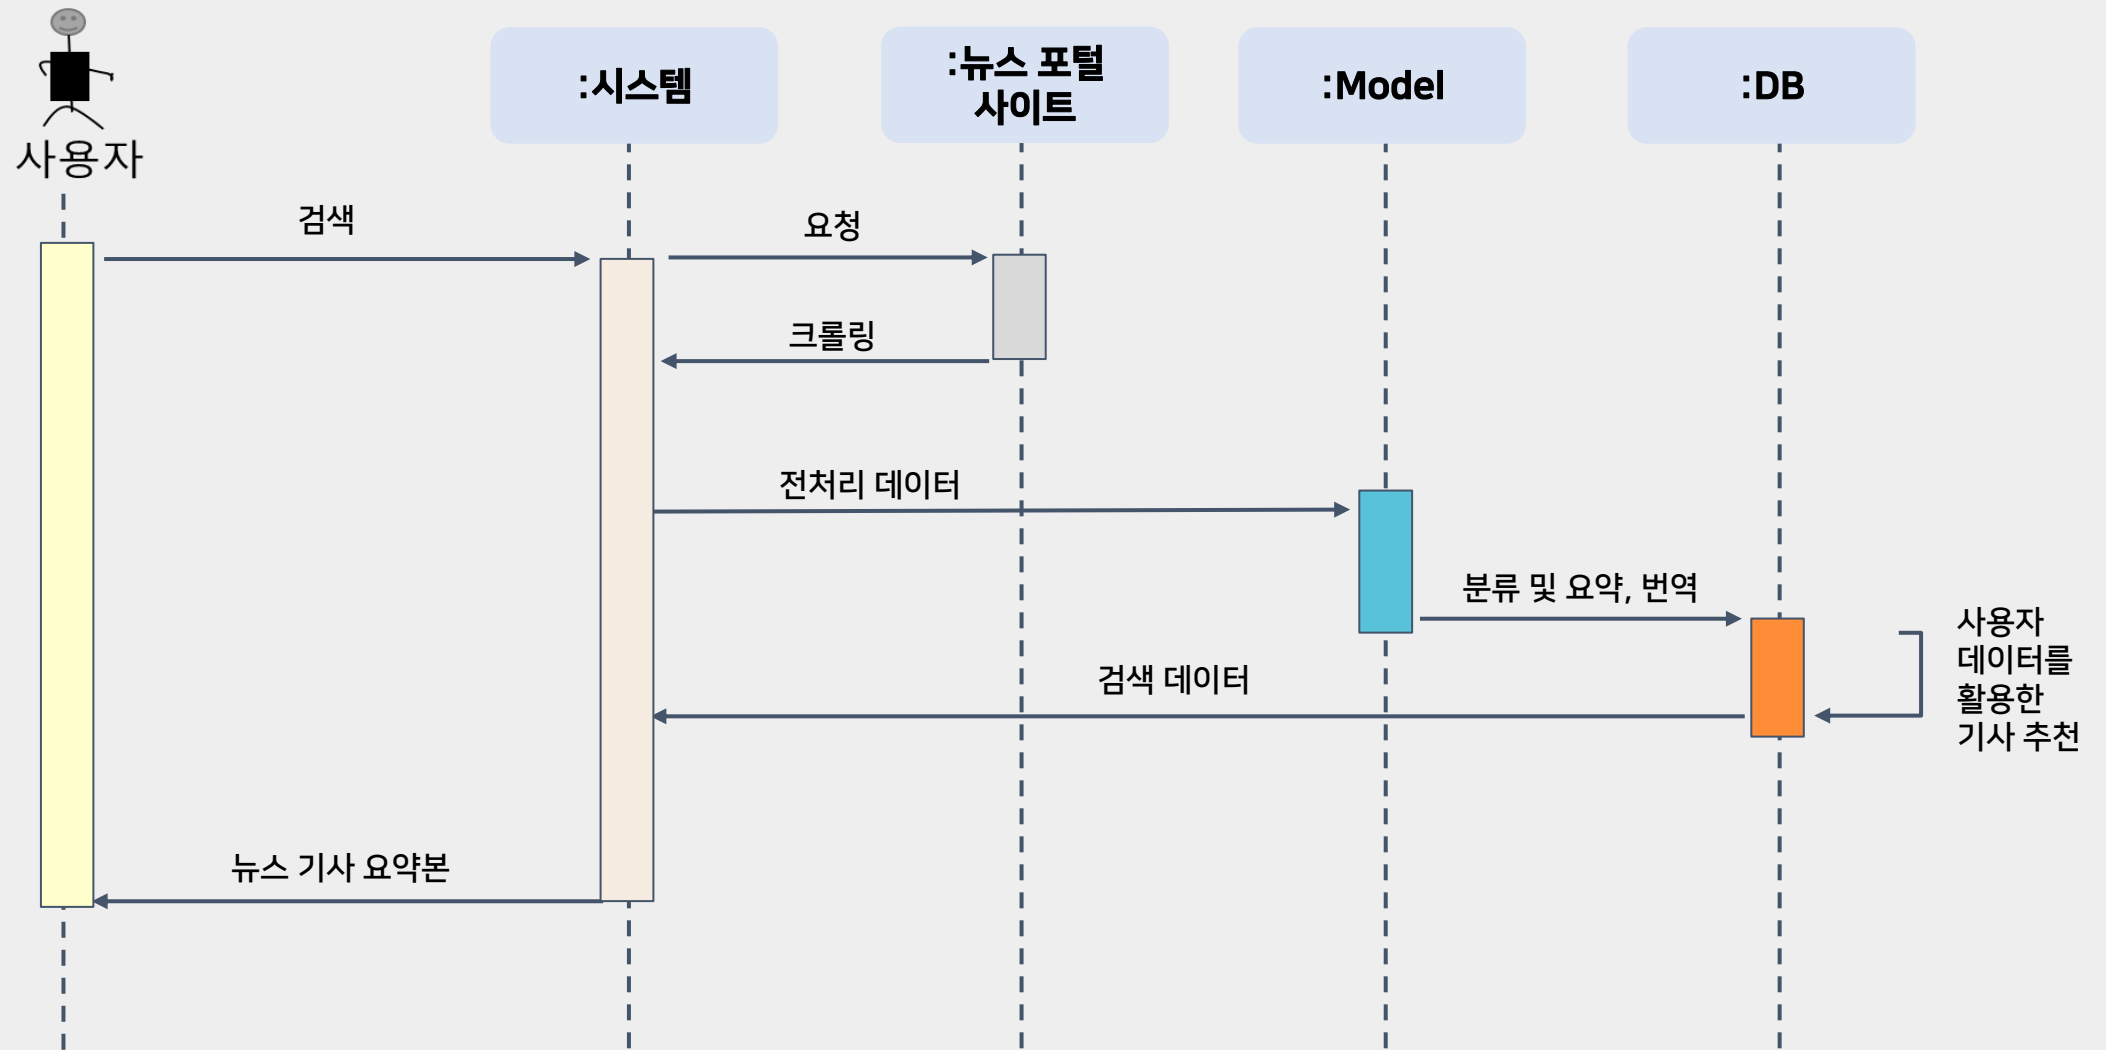 사용자
:시스템
:뉴스 포털
사이트
:Model
:DB
검색
요청
크롤링
전처리 데이터
분류 및 요약, 번역
사용자
데이터를
활용한
기사 추천
검색 데이터
뉴스 기사 요약본